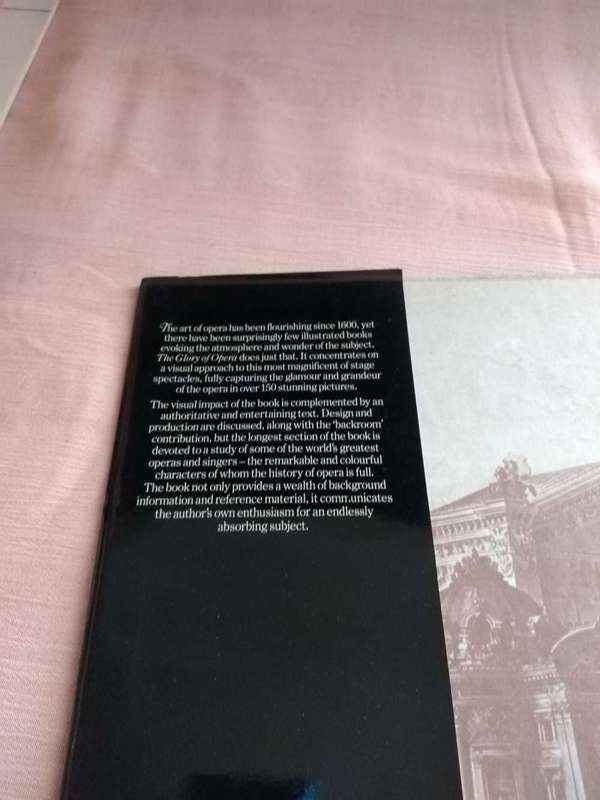 The art of opera has been flourishing since 1600, yet
there have been surprisingly few illustrated books
evoking the atmosphere and wonder of the subject.
The Glory of Opera does just that. It concentrates on
a visual approach to this most magnificent of stage
spectacles, fully capturing the glamour and grandeur
of the opera in over 150 stunning pictures.
The visual impact of the book is complemented by an
authoritative and entertaining text. Design and
production are discussed, along with the ‘backroom’
contribution, but the longest section of the book is
devoted to a study of some of the world's greatest
operas and singers – the remarkable and colourful
characters of whom the history of opera is full.
The book not only provides a wealth of background
information and reference material, it communicates
the author's own enthusiasm for an endlessly
absorbing subject.